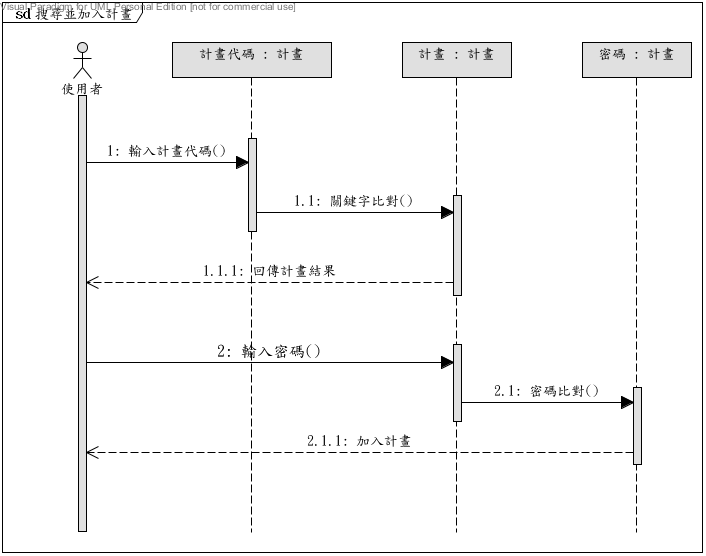 Visual Paradigm for UML Personal Edition [not for commercial use]
sd 搜尋並加入計畫
計畫代碼 : 計畫
計畫 : 計畫
密碼 : 計畫
使用者
1: 輸入計畫代碼()
1.1: 關鍵字比對()
1.1.1: 回傳計畫結果
2: 輸入密碼()
2.1: 密碼比對()
2.1.1: 加入計畫